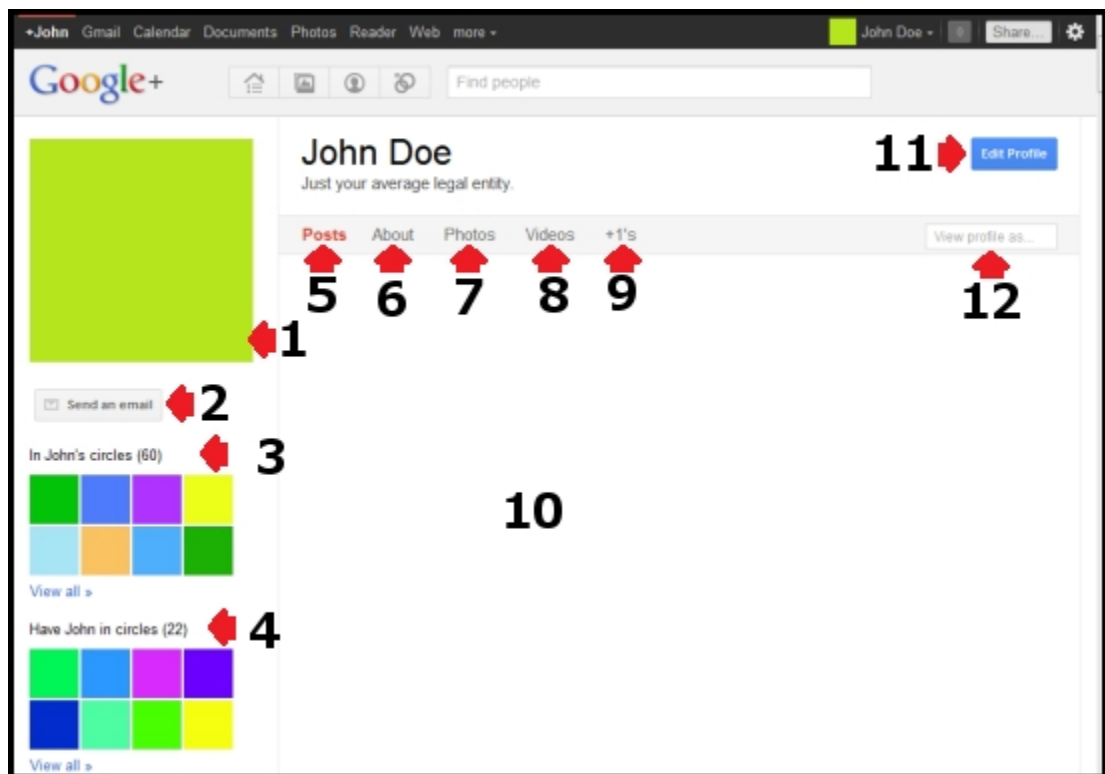 +John Gmail Calendar Documents Photos Reader Web more John Doe 0 Share...
Google+ Find people
John Doe
11 Edit Profile
Just your average legal entity.
Posts About Photos Videos +1's View profile as...
5 6 7 8 9 12
1
Send an email 2
In John's circles (60) 3
10
View all »
Have John in circles (22) 4
View all »